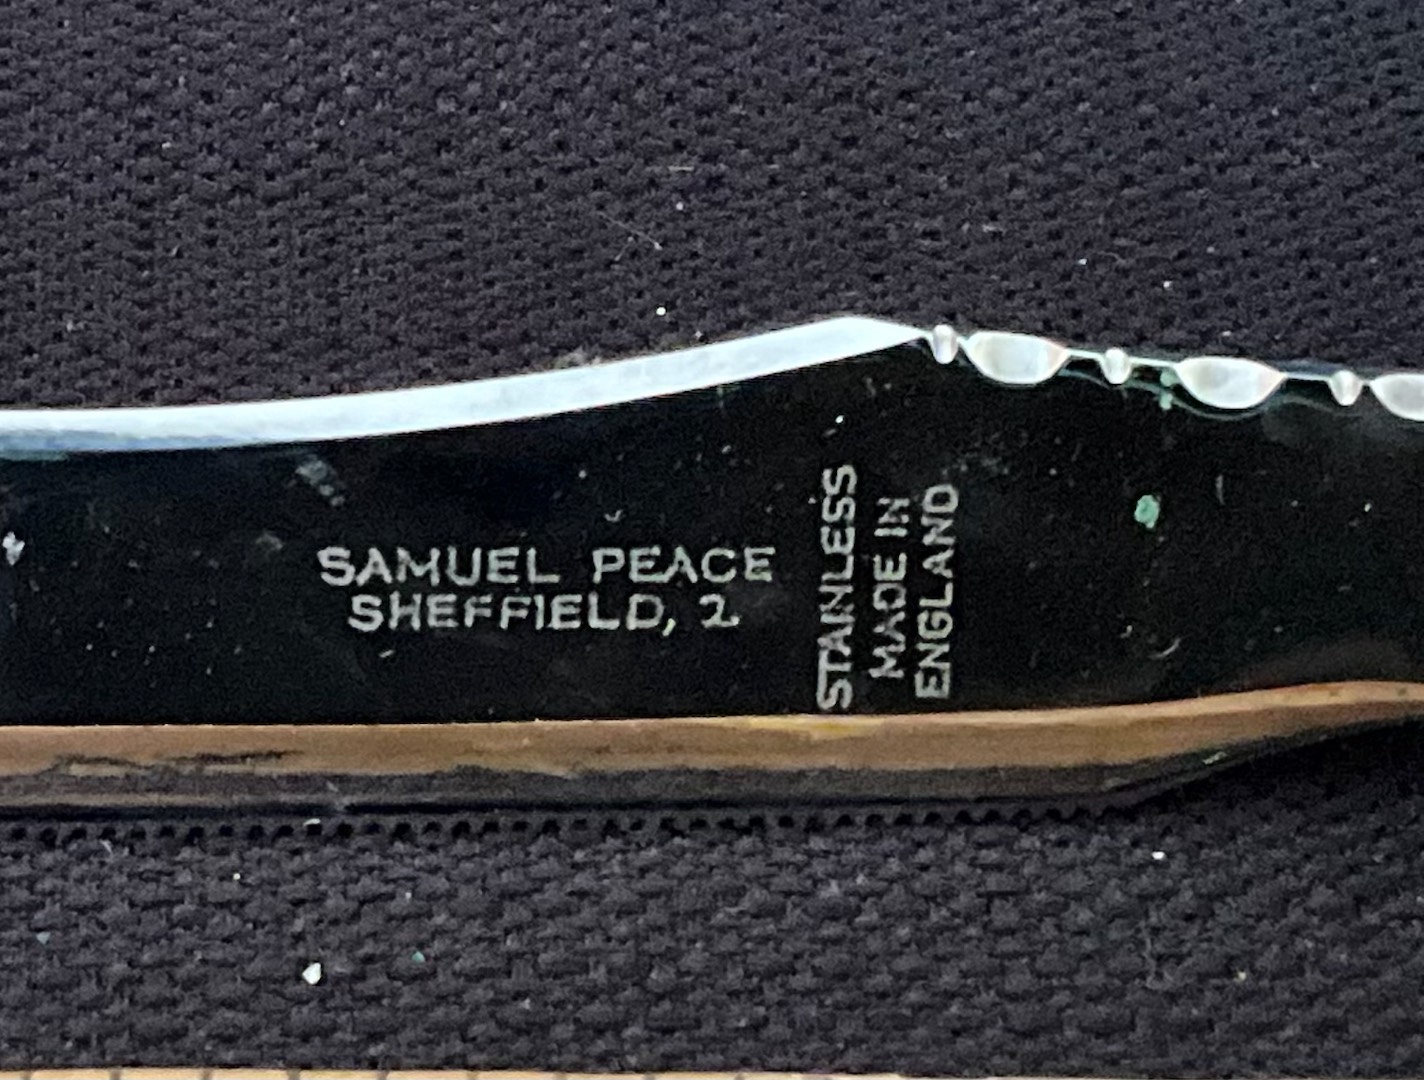 SAMUEL PEACE
SHEFFIELD, 2
STAINLESS
MADE IN
ENGLAND